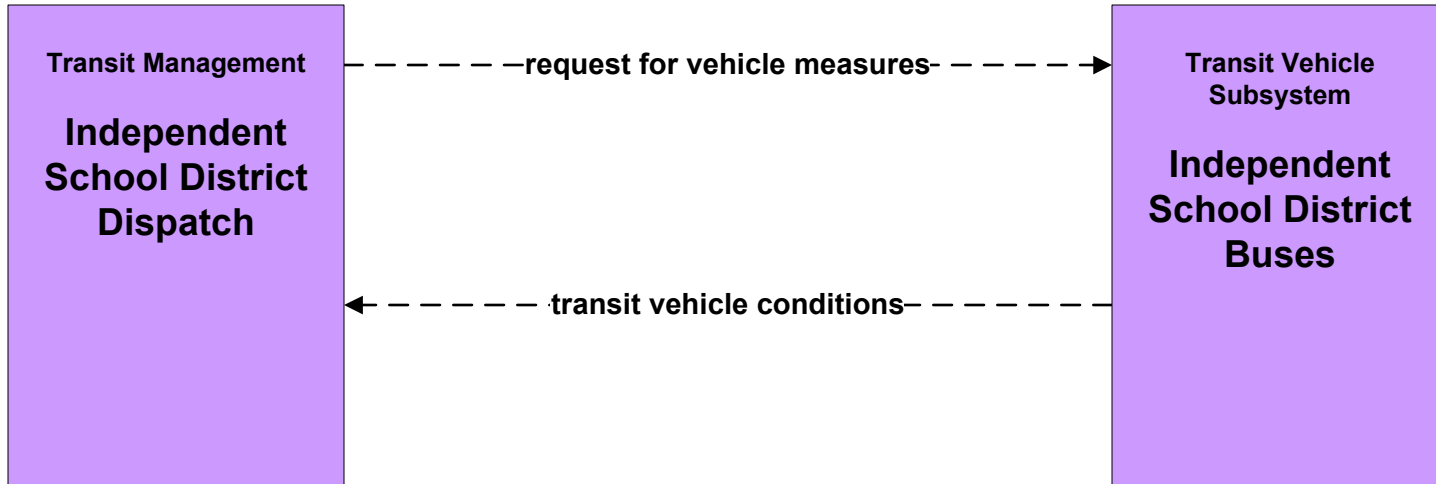 Transit Management
Independent
School District
Dispatch
request for vehicle measures
Transit Vehicle
Subsystem
Independent
School District
Buses
transit vehicle conditions